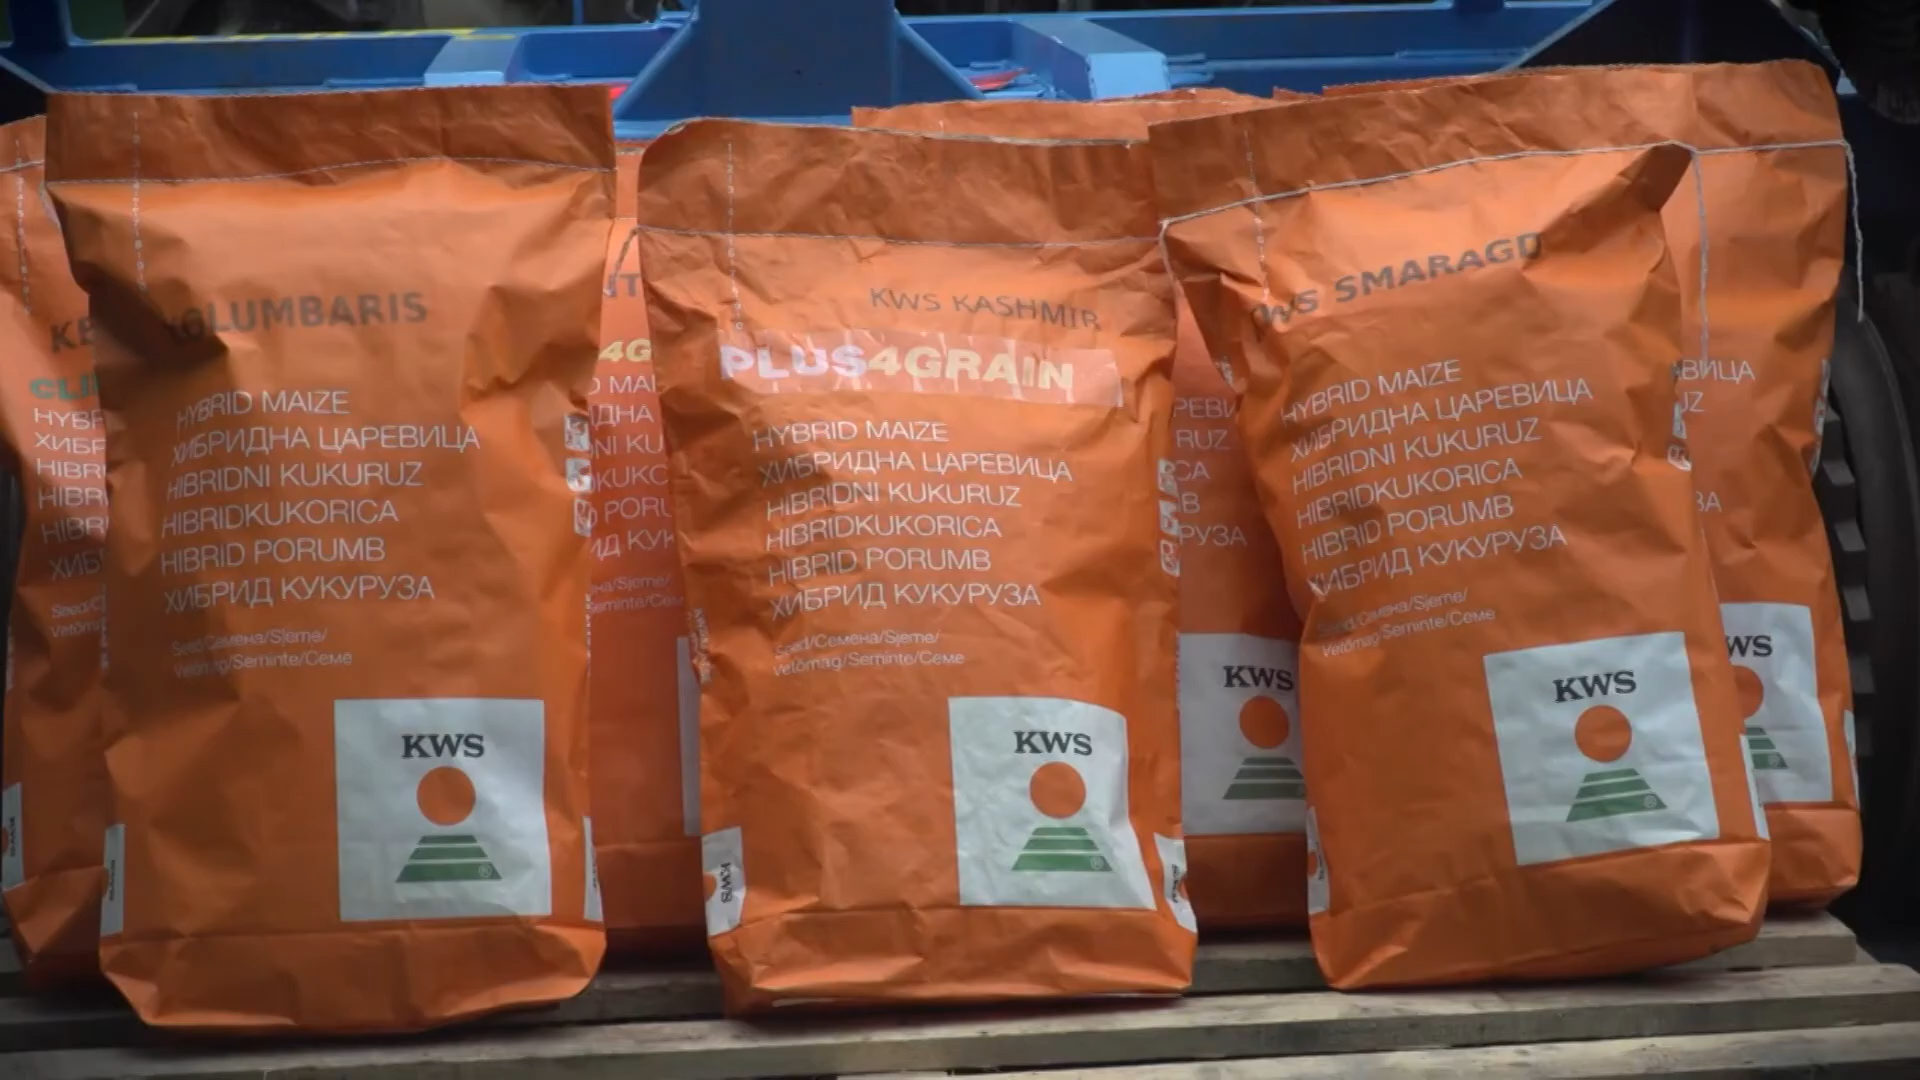 GLUMBARIS
HYBRID MAIZE
ХИБРИДНА ЦАРЕВИЦА
HIBRIDNI KUKURUZ
HIBRIDKUKORICA
HIBRID PORUMB
ХИБРИД КУКУРУЗА
Seed/Семена/Sjeme/
Vetőmag/Seminte/Семе
KWS
KWS KASHMIR
PLUS4GRAIN
HYBRID MAIZE
ХИБРИДНА ЦАРЕВИЦА
HIBRIDNI KUKURUZ
HIBRIDKUKORICA
HIBRID PORUMB
ХИБРИД КУКУРУЗА
Seed/Семена/Sjeme/
Vetőmag/Seminte/Семе
KWS
KWS
KWS
KWS SMARAGD
HYBRID MAIZE
ХИБРИДНА ЦАРЕВИЦА
HIBRIDNI KUKURUZ
HIBRIDKUKORICA
HIBRID PORUMB
ХИБРИД КУКУРУЗА
Seed/Семена/Sjeme/
Vetőmag/Seminte/Семе
KWS
KWS